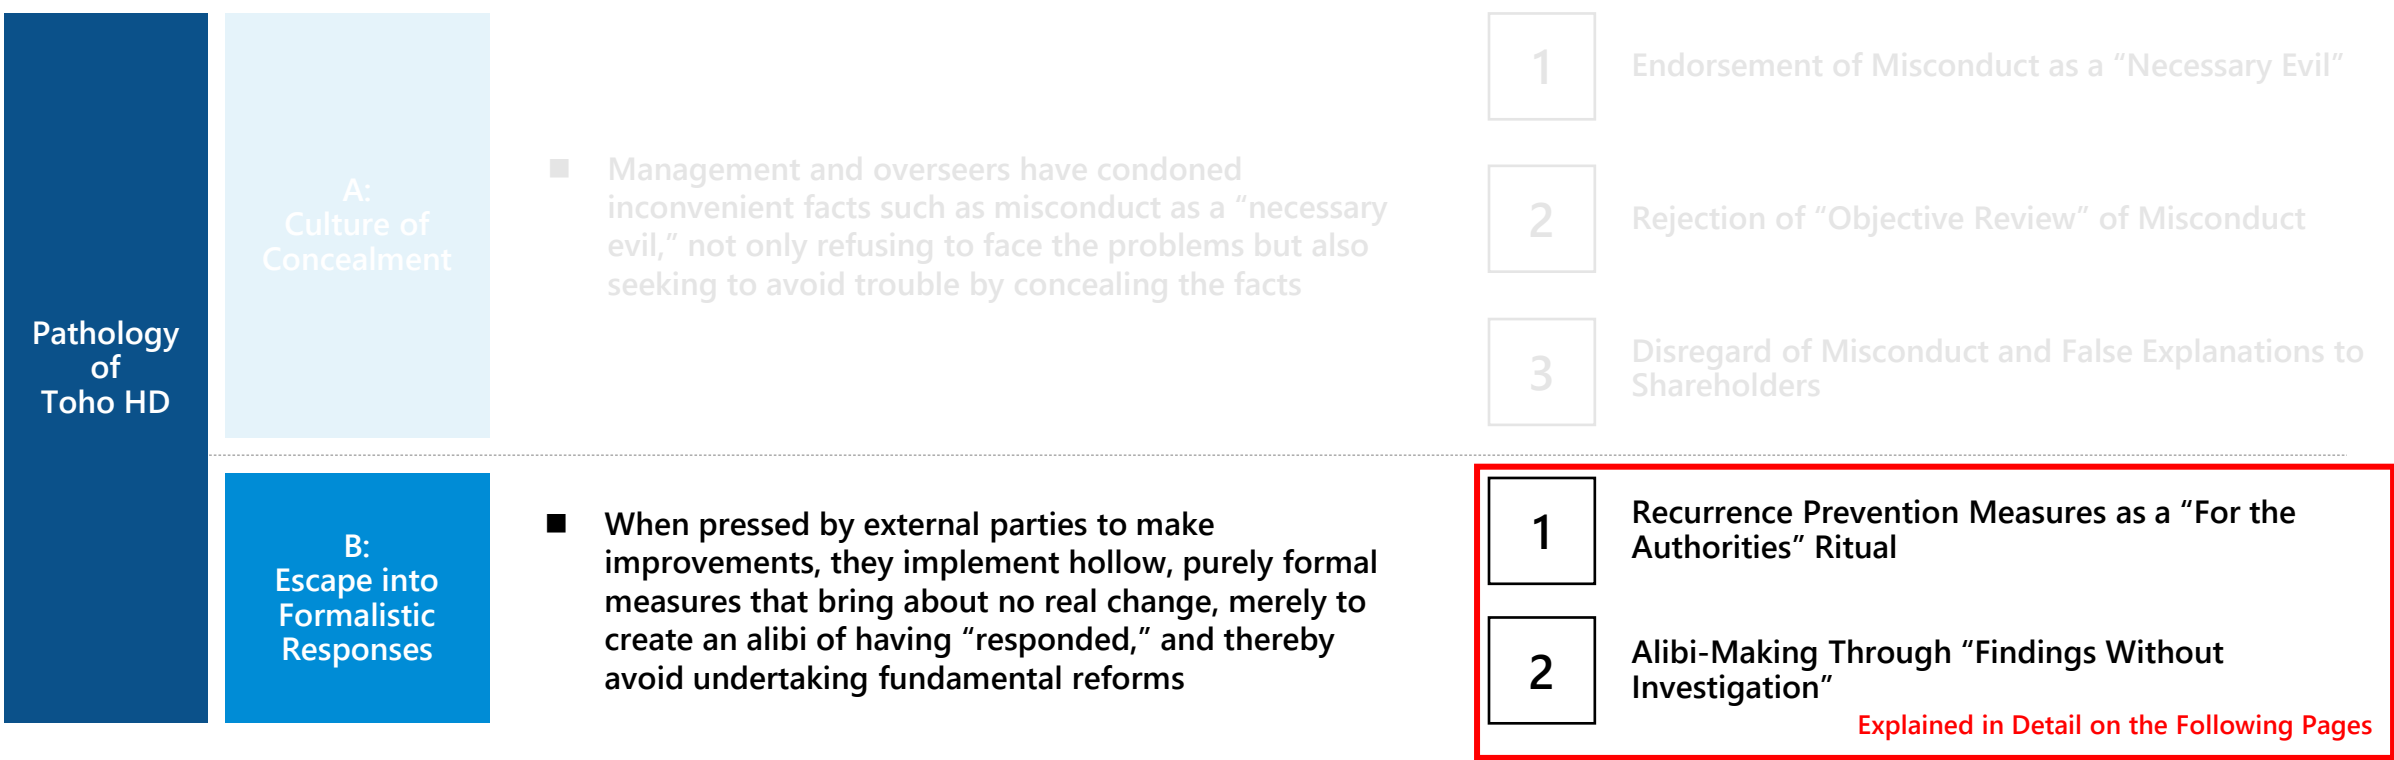 Pathology
of
Toho HD
A:
Culture of
Concealment
■ Management and overseers have condoned
inconvenient facts such as misconduct as a “necessary
evil,” not only refusing to face the problems but also
seeking to avoid trouble by concealing the facts
1
Endorsement of Misconduct as a “Necessary Evil”
2
Rejection of “Objective Review” of Misconduct
3
Disregard of Misconduct and False Explanations to
Shareholders
B:
Escape into
Formalistic
Responses
■ When pressed by external parties to make
improvements, they implement hollow, purely formal
measures that bring about no real change, merely to
create an alibi of having “responded,” and thereby
avoid undertaking fundamental reforms
1
Recurrence Prevention Measures as a “For the
Authorities” Ritual
2
Alibi-Making Through “Findings Without
Investigation”
Explained in Detail on the Following Pages